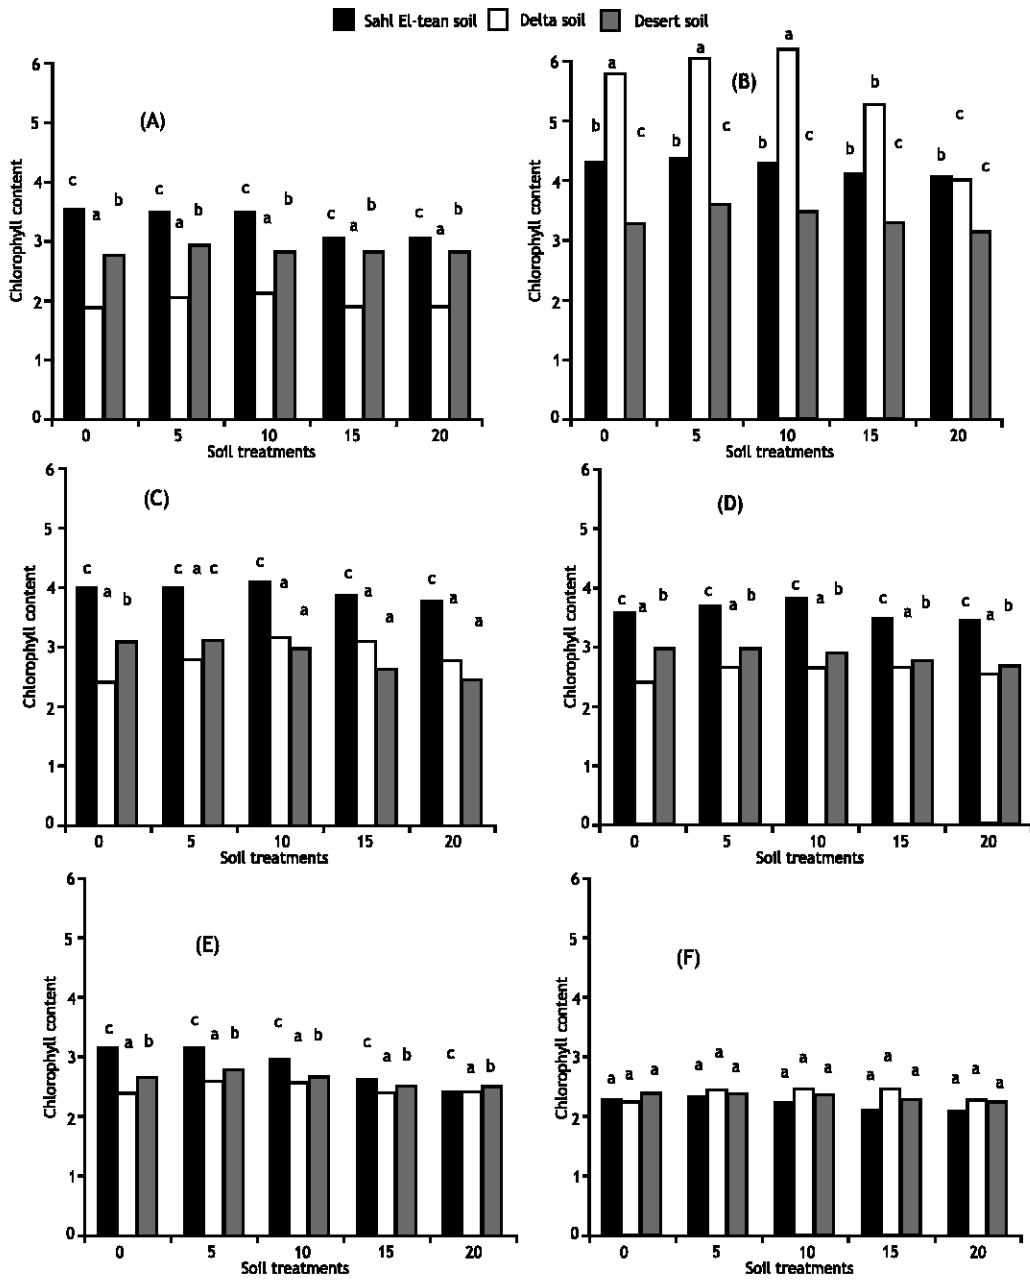 Sahl El-tean soil Delta soil Desert soil
(A)
6
5
4
3
2
1
0
Chlorophyll content
c a b c a b c a b c a b c a b
0 5 10 15 20
Soil treatments
(B)
6
5
4
3
2
1
0
Chlorophyll content
b a c b a c b a c b b c b c c
0 5 10 15 20
Soil treatments
(C)
6
5
4
3
2
1
0
Chlorophyll content
c a b c a c c a a c a a c a a
0 5 10 15 20
Soil treatments
(D)
6
5
4
3
2
1
0
Chlorophyll content
c a b c a b c a b c a b c a b
0 5 10 15 20
Soil treatments
(E)
6
5
4
3
2
1
0
Chlorophyll content
c a b c a b c a b c a b c a b
0 5 10 15 20
Soil treatments
(F)
6
5
4
3
2
1
0
Chlorophyll content
a a a a a a a a a a a a a a a
0 5 10 15 20
Soil treatments